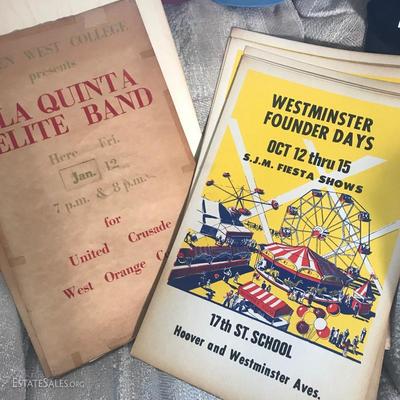 EN WEST COLLEGE
presents
LA QUINTA
ELITE BAND
Here Fri.
Jan. 12
7 p.m. & 8 p.m.
for
United Crusade
West Orange C
WESTMINSTER
FOUNDER DAYS
OCT 12 thru 15
S.J.M. FIESTA SHOWS
17th ST. SCHOOL
Hoover and Westminster Aves.
ESTATESALES.ORG